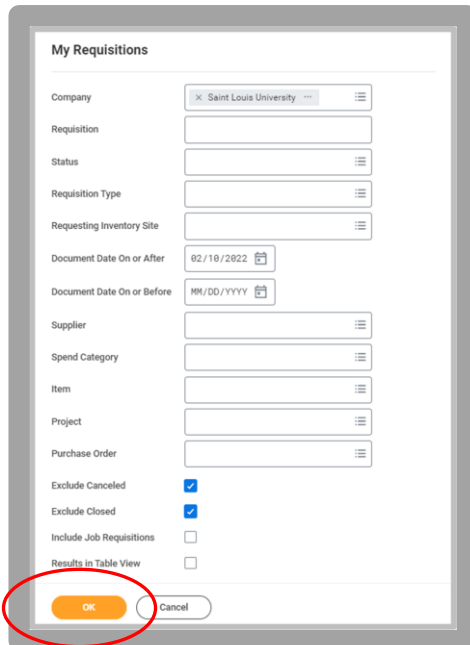 My Requisitions
Company × Saint Louis University ...
Requisition
Status
Requisition Type
Requesting Inventory Site
Document Date On or After 02/10/2022
Document Date On or Before MM/DD/YYYY
Supplier
Spend Category
Item
Project
Purchase Order
Exclude Canceled
Exclude Closed
Include Job Requisitions
Results in Table View
OK Cancel